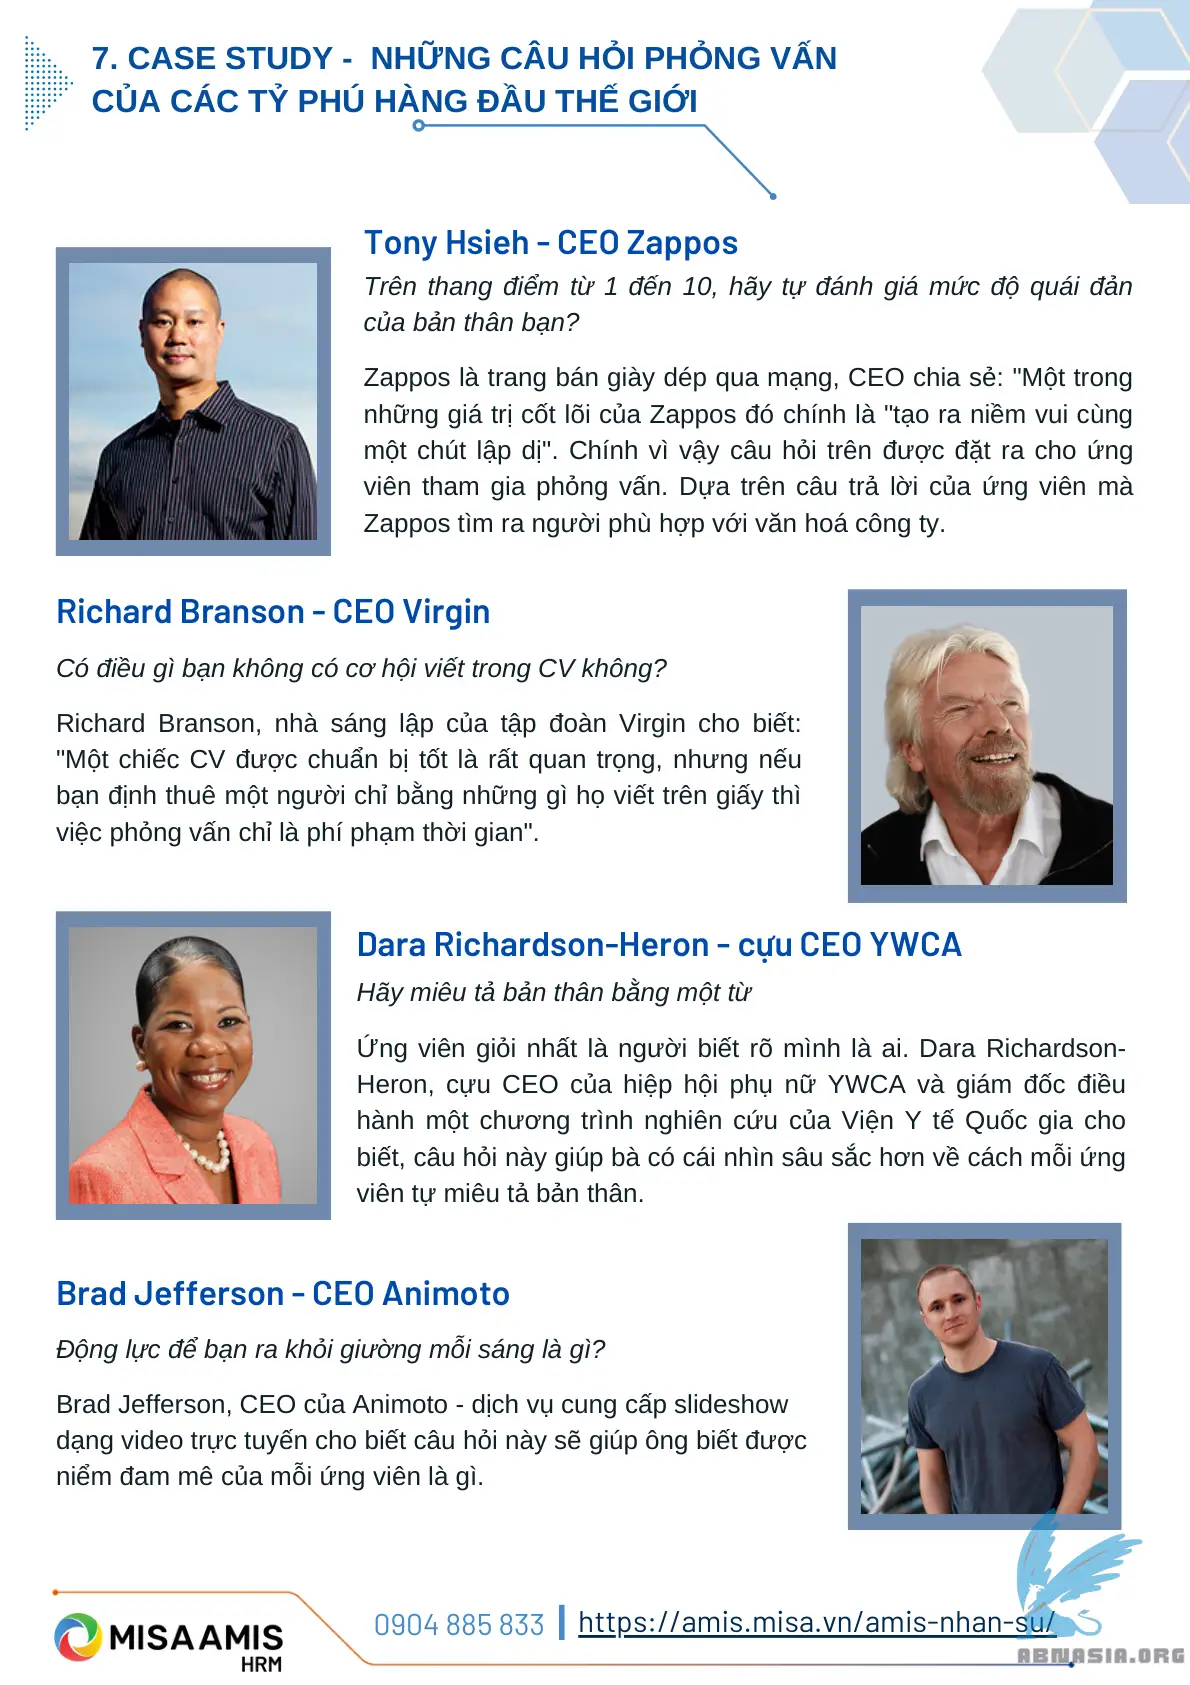 7. CASE STUDY - NHỮNG CÂU HỎI PHỎNG VẤN
CỦA CÁC TỶ PHÚ HÀNG ĐẦU THẾ GIỚI
Tony Hsieh - CEO Zappos
Trên thang điểm từ 1 đến 10, hãy tự đánh giá mức độ quái đản
của bản thân bạn?
Zappos là trang bán giày dép qua mạng, CEO chia sẻ: "Một trong
những giá trị cốt lõi của Zappos đó chính là "tạo ra niềm vui cùng
một chút lập dị". Chính vì vậy câu hỏi trên được đặt ra cho ứng
viên tham gia phỏng vấn. Dựa trên câu trả lời của ứng viên mà
Zappos tìm ra người phù hợp với văn hoá công ty.
Richard Branson - CEO Virgin
Có điều gì bạn không có cơ hội viết trong CV không?
Richard Branson, nhà sáng lập của tập đoàn Virgin cho biết:
"Một chiếc CV được chuẩn bị tốt là rất quan trọng, nhưng nếu
bạn định thuê một người chỉ bằng những gì họ viết trên giấy thì
việc phỏng vấn chỉ là phí phạm thời gian".
Dara Richardson-Heron - cựu CEO YWCA
Hãy miêu tả bản thân bằng một từ
Ứng viên giỏi nhất là người biết rõ mình là ai. Dara Richardson-
Heron, cựu CEO của hiệp hội phụ nữ YWCA và giám đốc điều
hành một chương trình nghiên cứu của Viện Y tế Quốc gia cho
biết, câu hỏi này giúp bà có cái nhìn sâu sắc hơn về cách mỗi ứng
viên tự miêu tả bản thân.
Brad Jefferson - CEO Animoto
Động lực để bạn ra khỏi giường mỗi sáng là gì?
Brad Jefferson, CEO của Animoto - dịch vụ cung cấp slideshow
dạng video trực tuyến cho biết câu hỏi này sẽ giúp ông biết được
niểm đam mê của mỗi ứng viên là gì.
MISA AMIS
HRM
0904 885 833 | https://amis.misa.vn/amis-nhan-su/
ABNASIA.ORG